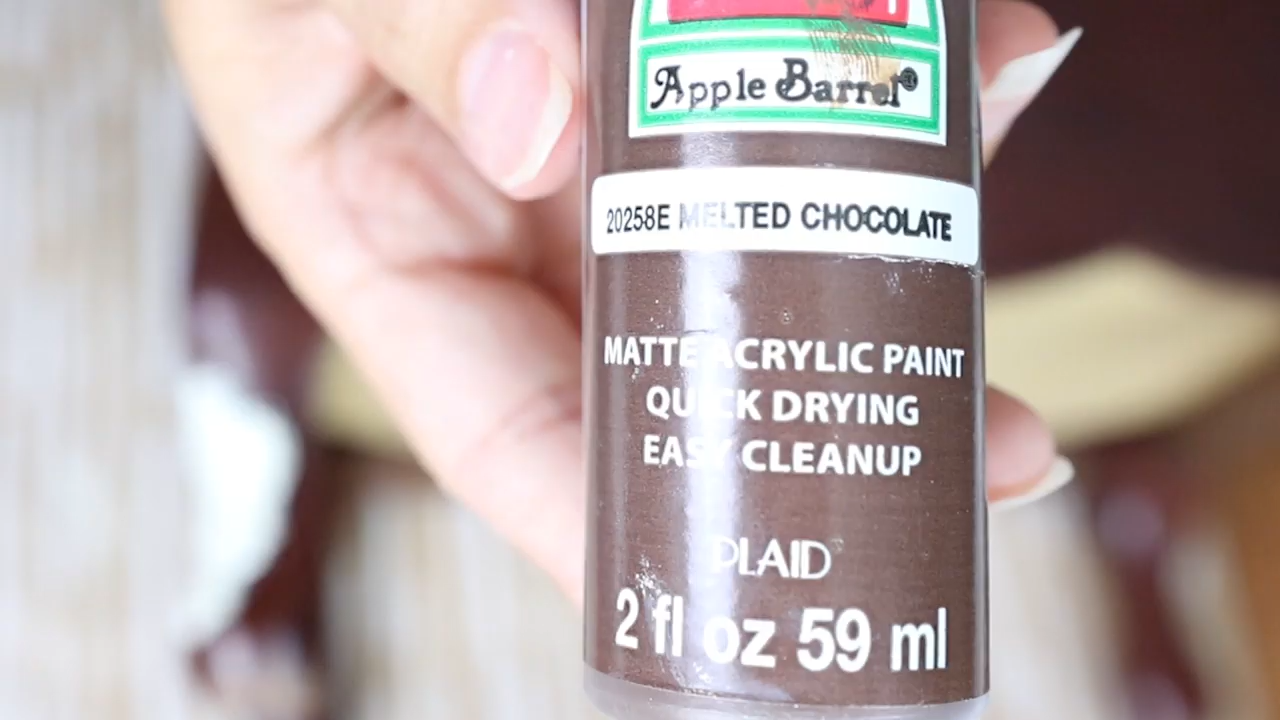 Apple Barrel®
20258E MELTED CHOCOLATE
MATTE ACRYLIC PAINT
QUICK DRYING
EASY CLEANUP
PLAID
2 fl oz 59 ml